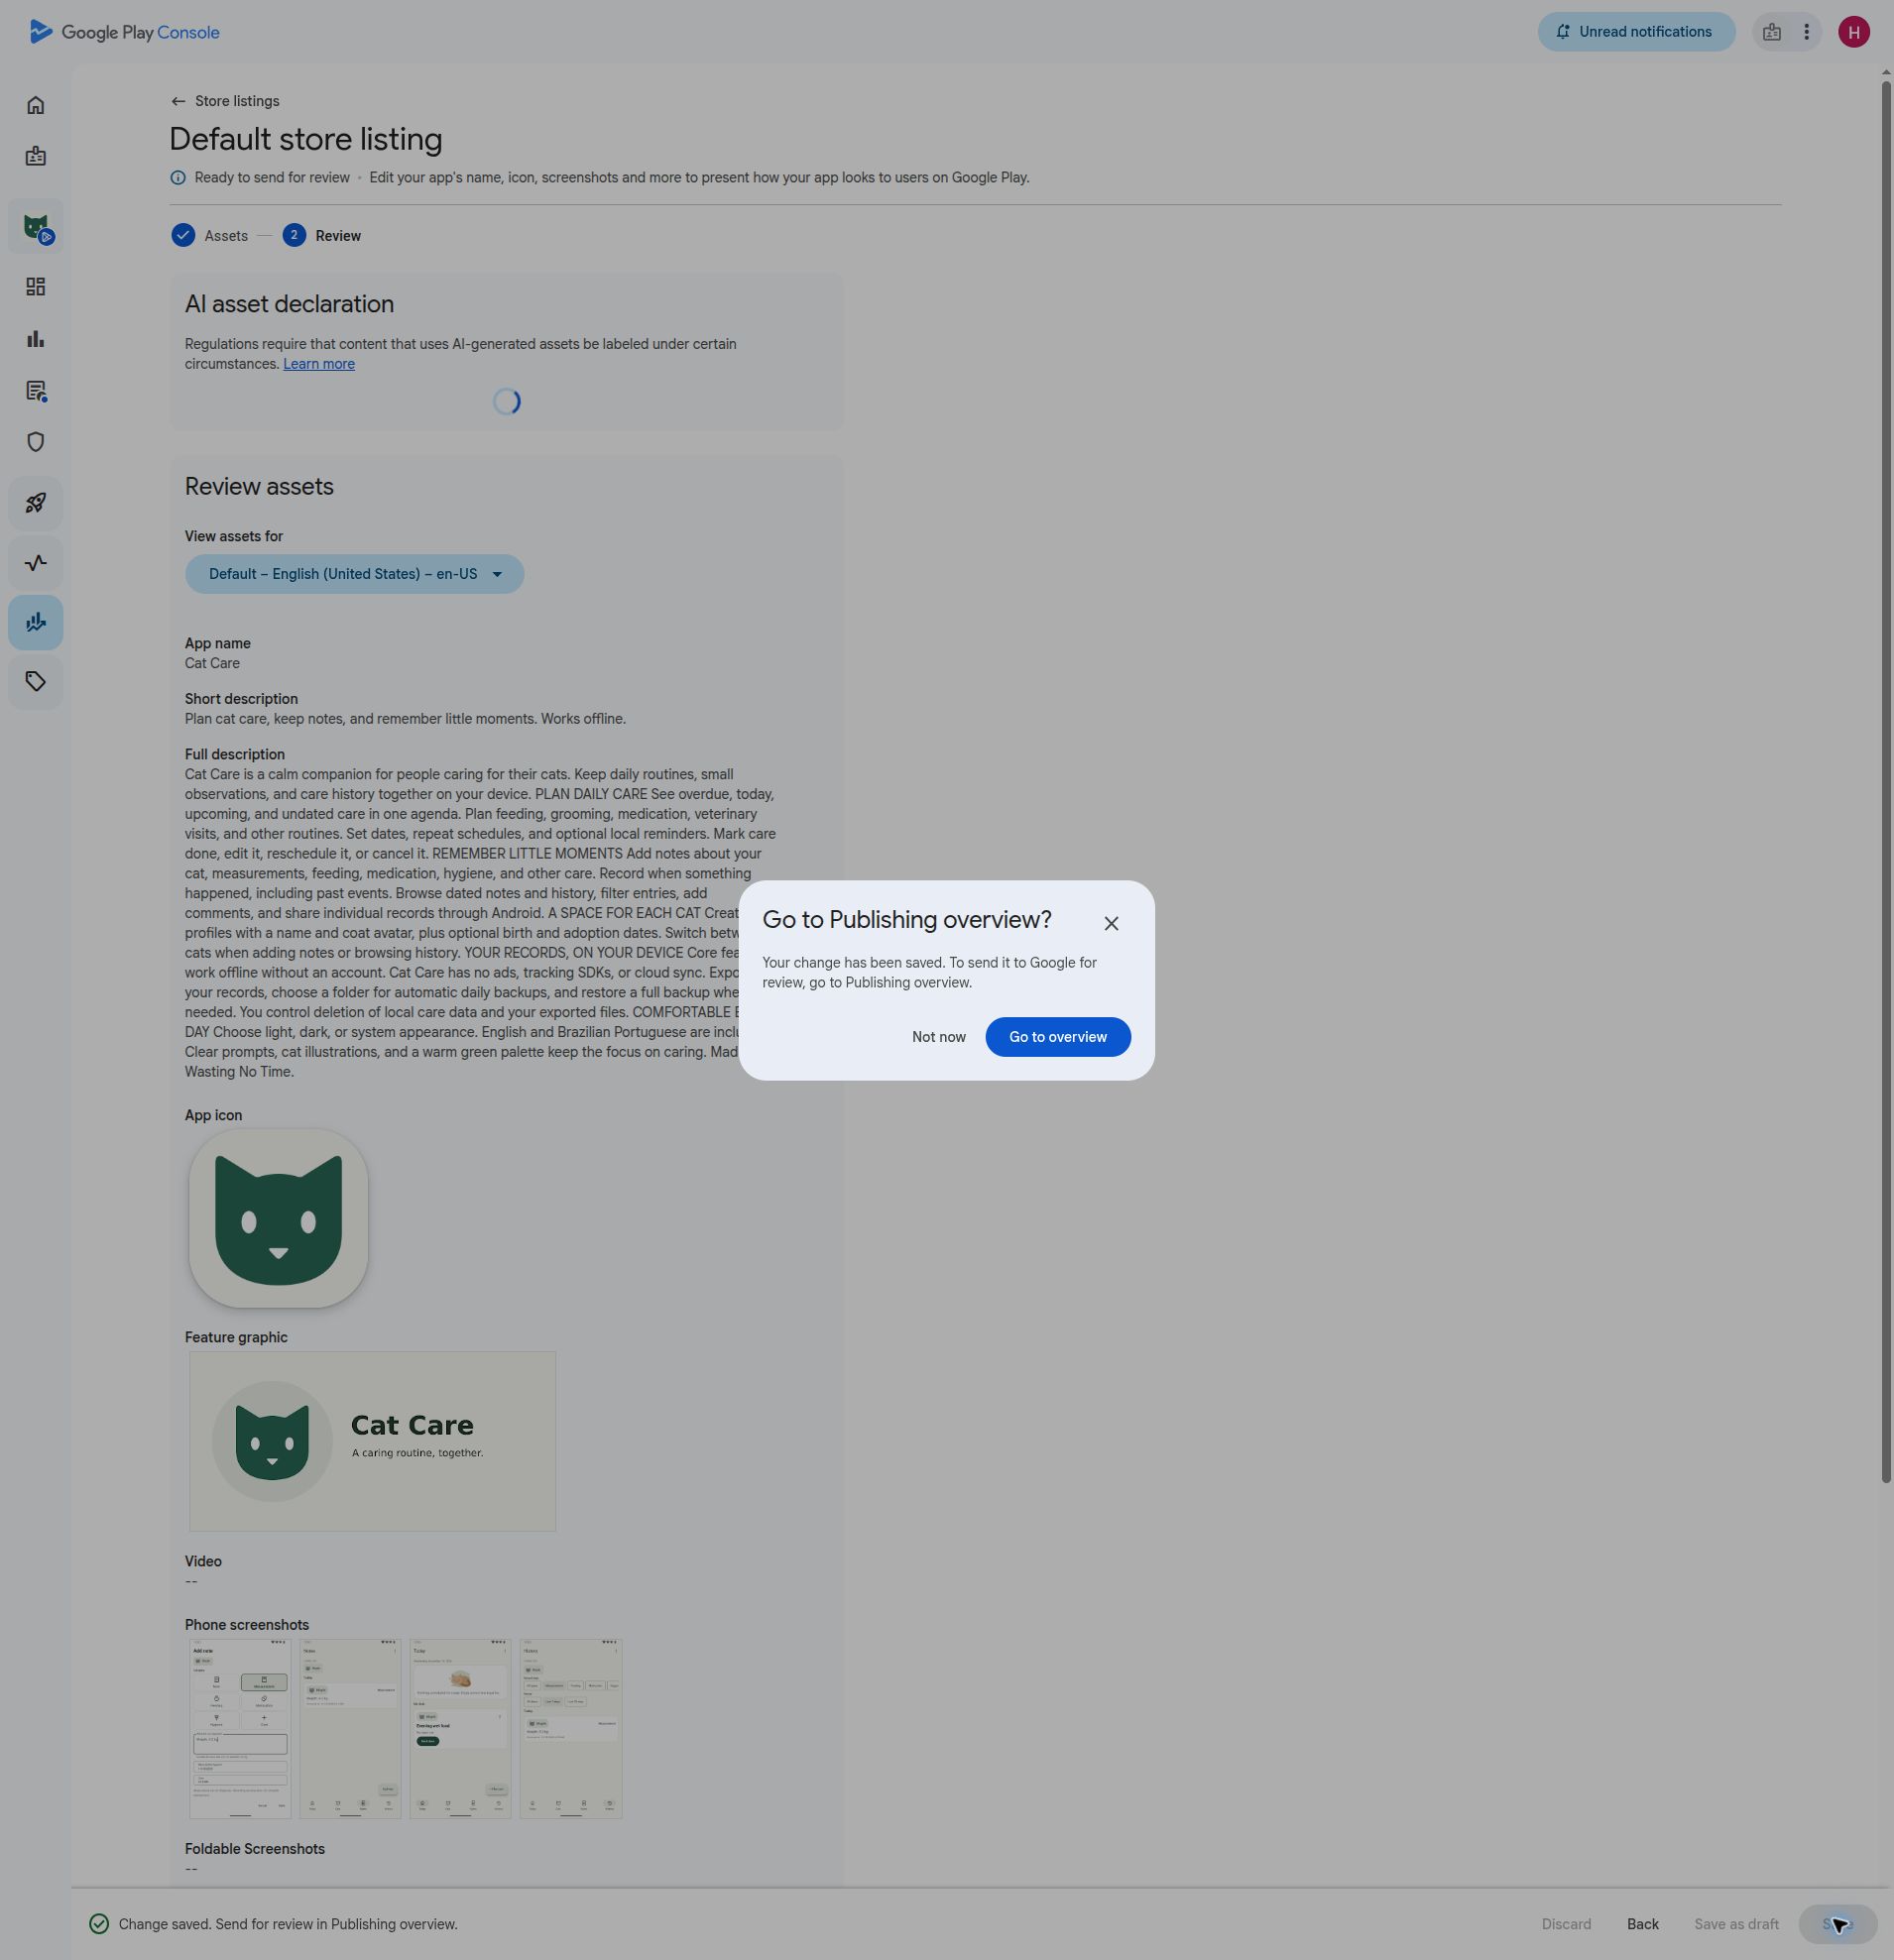 Google Play Console
Unread notifications
H
Store listings
Default store listing
Ready to send for review • Edit your app's name, icon, screenshots and more to present how your app looks to users on Google Play.
Assets
2 Review
AI asset declaration
Regulations require that content that uses AI-generated assets be labeled under certain
circumstances. Learn more
Review assets
View assets for
Default – English (United States) – en-US
App name
Cat Care
Short description
Plan cat care, keep notes, and remember little moments. Works offline.
Full description
Cat Care is a calm companion for people caring for their cats. Keep daily routines, small
observations, and care history together on your device. PLAN DAILY CARE See overdue, today,
upcoming, and undated care in one agenda. Plan feeding, grooming, medication, veterinary
visits, and other routines. Set dates, repeat schedules, and optional local reminders. Mark care
done, edit it, reschedule it, or cancel it. REMEMBER LITTLE MOMENTS Add notes about your
cat, measurements, feeding, medication, hygiene, and other care. Record when something
happened, including past events. Browse dated notes and history, filter entries, add
comments, and share individual records through Android. A SPACE FOR EACH CAT Creat
profiles with a name and coat avatar, plus optional birth and adoption dates. Switch betw
cats when adding notes or browsing history. YOUR RECORDS, ON YOUR DEVICE Core fea
work offline without an account. Cat Care has no ads, tracking SDKs, or cloud sync. Expo
your records, choose a folder for automatic daily backups, and restore a full backup whe
needed. You control deletion of local care data and your exported files. COMFORTABLE E
DAY Choose light, dark, or system appearance. English and Brazilian Portuguese are inclu
Clear prompts, cat illustrations, and a warm green palette keep the focus on caring. Mad
Wasting No Time.
Go to Publishing overview?
Your change has been saved. To send it to Google for
review, go to Publishing overview.
Not now
Go to overview
App icon
Feature graphic
Cat Care
A caring routine, together.
Video
--
Phone screenshots
Add note
Notes
Today
History
Evening wet food
Foldable Screenshots
--
Change saved. Send for review in Publishing overview.
Discard
Back
Save as draft